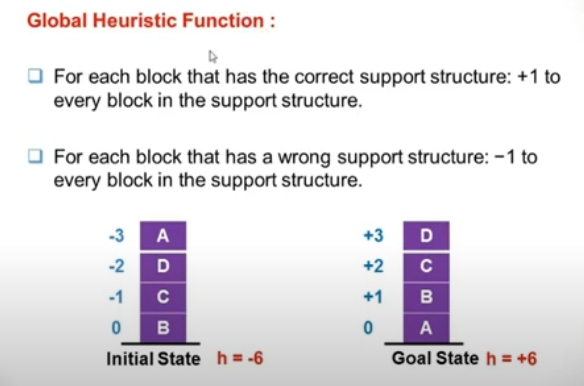 Global Heuristic Function :
For each block that has the correct support structure: +1 to
every block in the support structure.
For each block that has a wrong support structure: −1 to
every block in the support structure.
-3 A +3 D
-2 D +2 C
-1 C +1 B
0 B 0 A
Initial State h = -6 Goal State h = +6